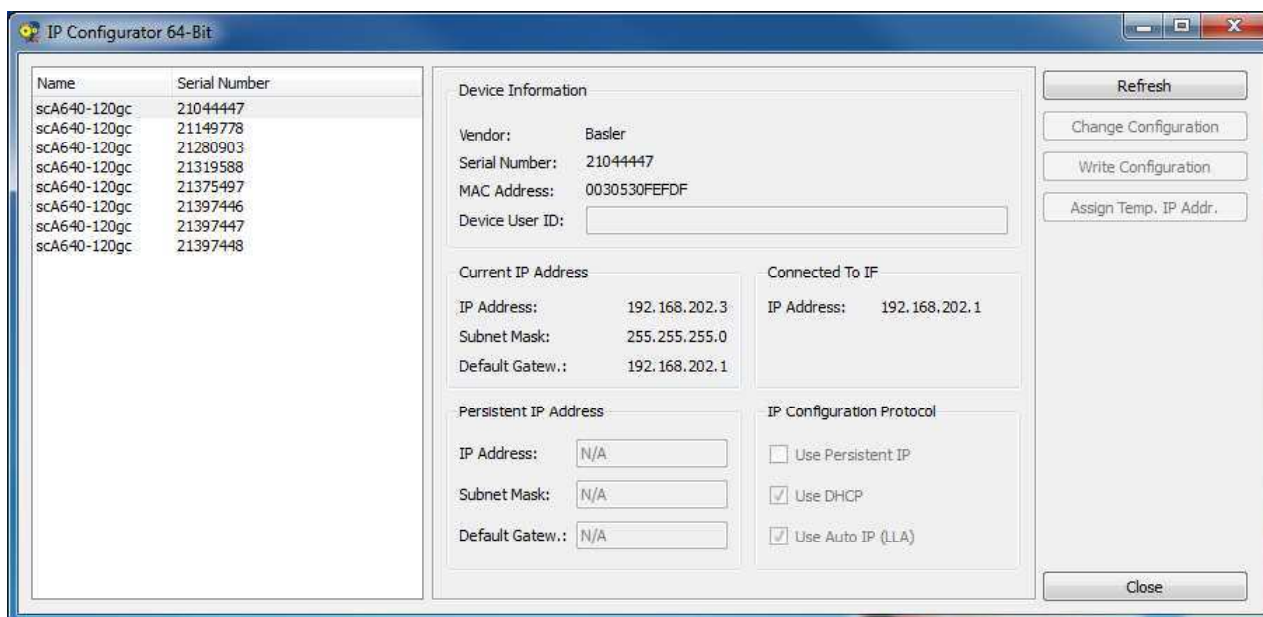 IP Configurator 64-Bit
Name Serial Number
scA640-120gc 21044447
scA640-120gc 21149778
scA640-120gc 21280903
scA640-120gc 21319588
scA640-120gc 21375497
scA640-120gc 21397446
scA640-120gc 21397447
scA640-120gc 21397448
Device Information
Vendor: Basler
Serial Number: 21044447
MAC Address: 0030530FEFDF
Device User ID:
Current IP Address
IP Address: 192.168.202.3
Subnet Mask: 255.255.255.0
Default Gatew.: 192.168.202.1
Connected To IF
IP Address: 192.168.202.1
Persistent IP Address
IP Address: N/A
Subnet Mask: N/A
Default Gatew.: N/A
IP Configuration Protocol
Use Persistent IP
Use DHCP
Use Auto IP (LLA)
Refresh
Change Configuration
Write Configuration
Assign Temp. IP Addr.
Close